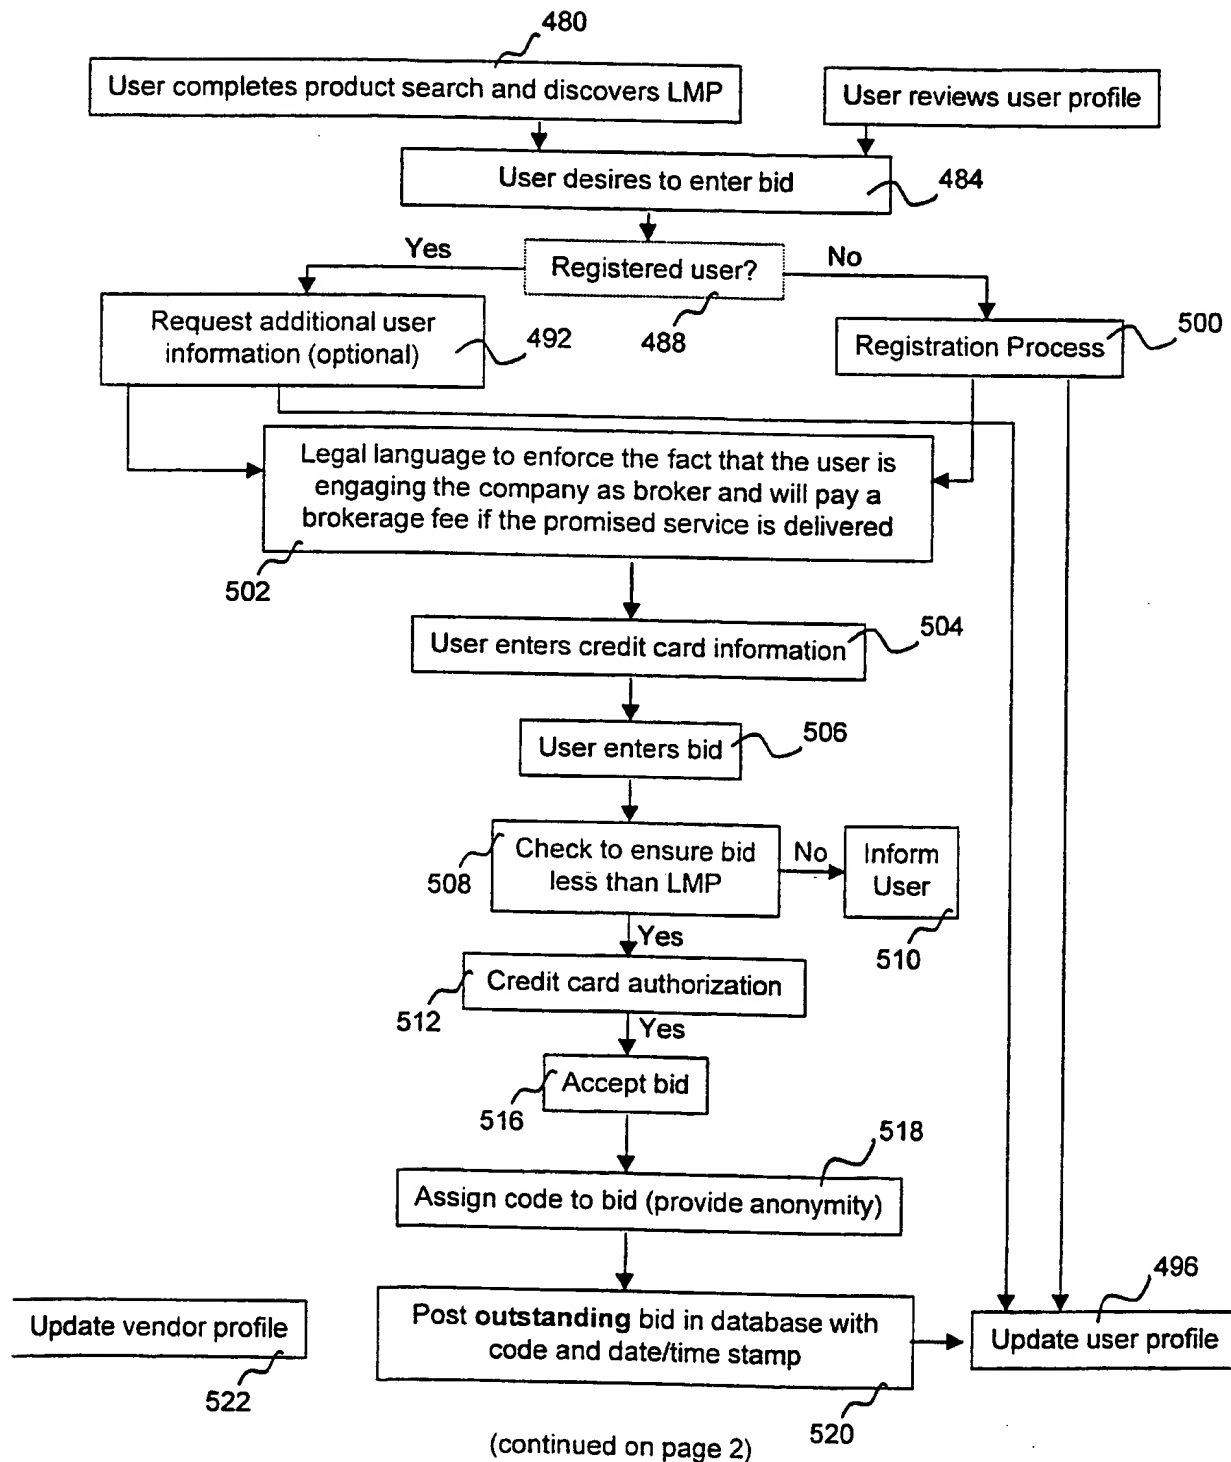 480
User completes product search and discovers LMP
User reviews user profile
User desires to enter bid
484
Yes
Registered user?
No
488
Request additional user
information (optional)
492
500
Registration Process
Legal language to enforce the fact that the user is
engaging the company as broker and will pay a
brokerage fee if the promised service is delivered
502
User enters credit card information
504
User enters bid
506
Check to ensure bid
less than LMP
508
No
Inform
User
510
Yes
Credit card authorization
512
Yes
Accept bid
516
518
Assign code to bid (provide anonymity)
496
Update vendor profile
522
Post outstanding bid in database with
code and date/time stamp
520
Update user profile
(continued on page 2)